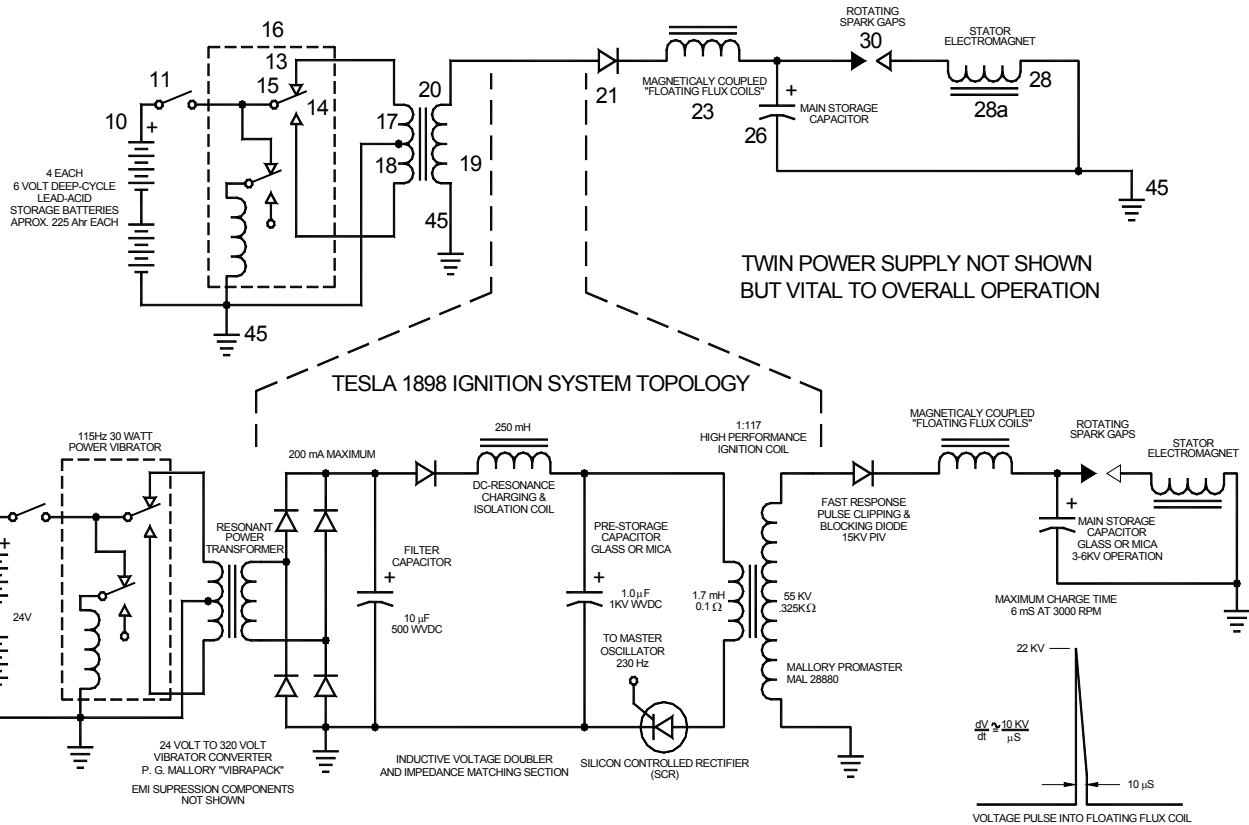 16
13
11
15
14
10
+
17
18
20
19
45
4 EACH
6 VOLT DEEP-CYCLE
LEAD-ACID
STORAGE BATTERIES
APROX. 225 Ahr EACH
45
21
MAGNETICALY COUPLED
"FLOATING FLUX COILS"
23
+
26
MAIN STORAGE
CAPACITOR
ROTATING
SPARK GAPS
30
STATOR
ELECTROMAGNET
28
28a
45
TWIN POWER SUPPLY NOT SHOWN
BUT VITAL TO OVERALL OPERATION
TESLA 1898 IGNITION SYSTEM TOPOLOGY
115Hz 30 WATT
POWER VIBRATOR
+
24V
RESONANT
POWER
TRANSFORMER
24 VOLT TO 320 VOLT
VIBRATOR CONVERTER
P. G. MALLORY "VIBRAPACK"
EMI SUPRESSION COMPONENTS
NOT SHOWN
200 mA MAXIMUM
FILTER
CAPACITOR
+
10 µF
500 WVDC
250 mH
DC-RESONANCE
CHARGING &
ISOLATION COIL
PRE-STORAGE
CAPACITOR
GLASS OR MICA
+
1.0 µF
1KV WVDC
INDUCTIVE VOLTAGE DOUBLER
AND IMPEDANCE MATCHING SECTION
TO MASTER
OSCILLATOR
230 Hz
SILICON CONTROLLED RECTIFIER
(SCR)
1:117
HIGH PERFORMANCE
IGNITION COIL
1.7 mH
0.1 Ω
55 KV
.325KΩ
MALLORY PROMASTER
MAL 28880
FAST RESPONSE
PULSE CLIPPING &
BLOCKING DIODE
15KV PIV
MAGNETICALY COUPLED
"FLOATING FLUX COILS"
ROTATING
SPARK GAPS
STATOR
ELECTROMAGNET
+
MAIN STORAGE
CAPACITOR
GLASS OR MICA
3-6KV OPERATION
MAXIMUM CHARGE TIME
6 mS AT 3000 RPM
22 KV
dV ≈ 10 KV
dt µS
10 µS
VOLTAGE PULSE INTO FLOATING FLUX COIL